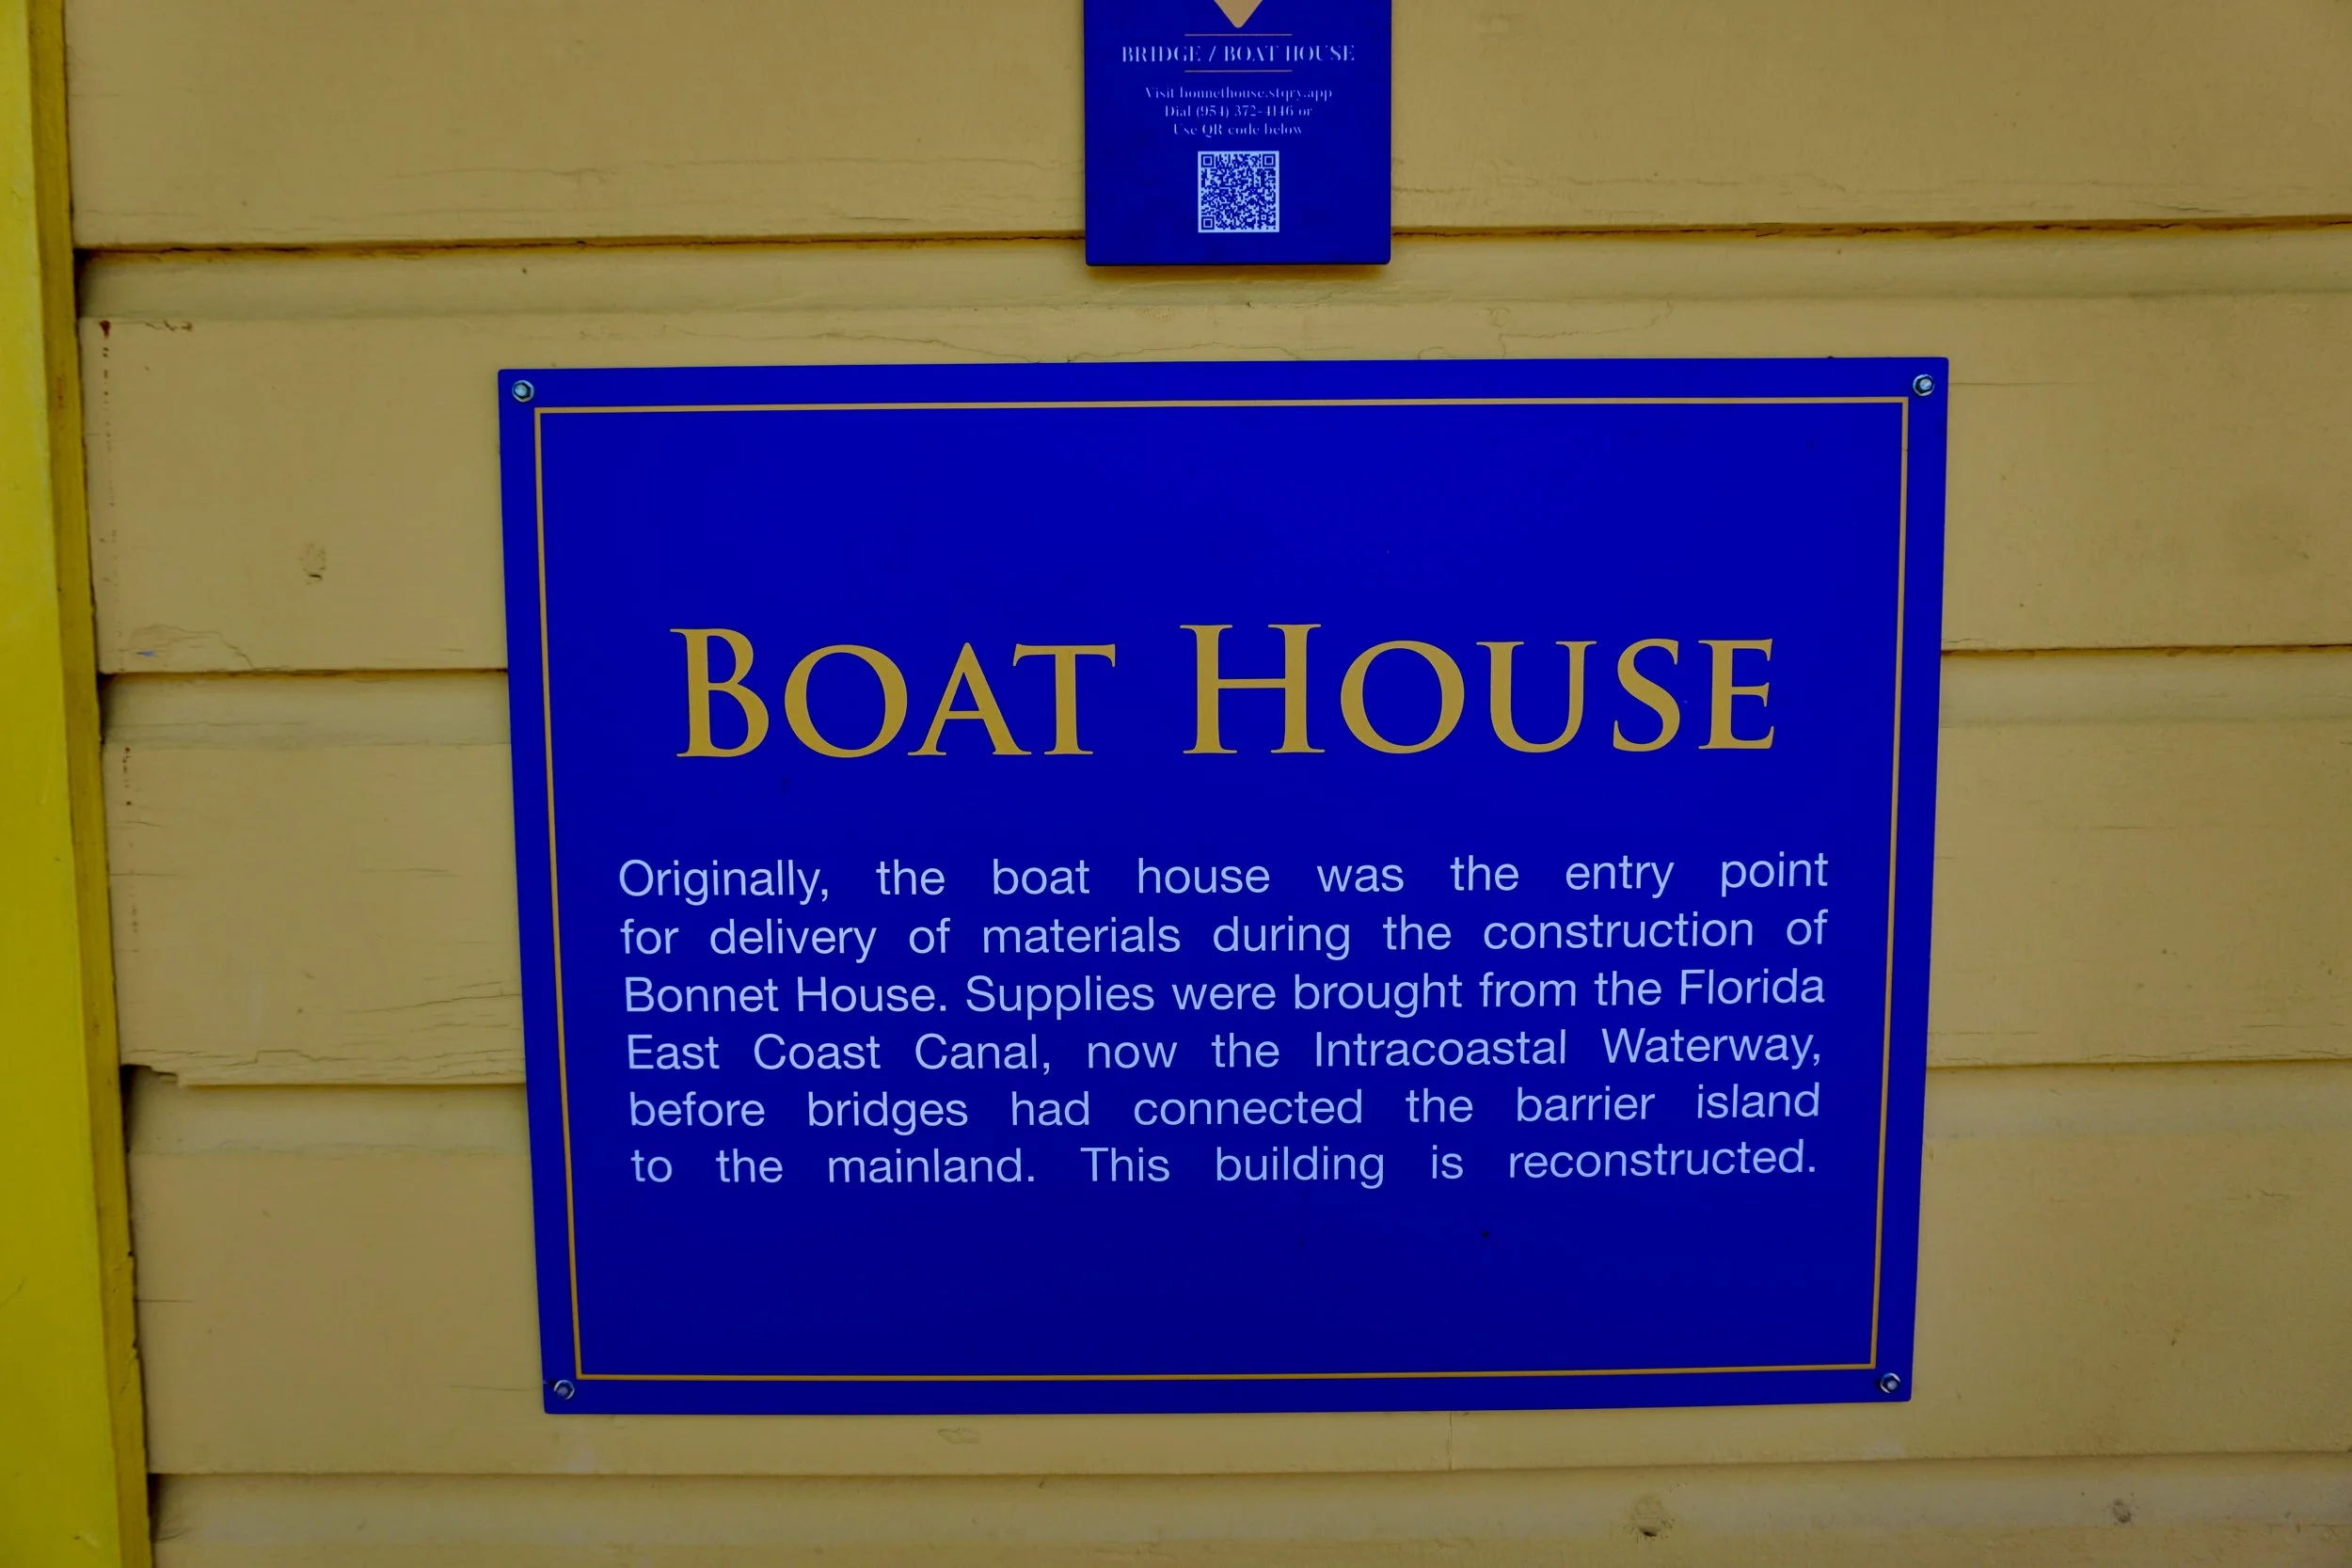 BRIDGE / BOAT HOUSE
Visit bonnethouse.stqry.app
Dial (954) 372-4146 or
Use QR code below
BOAT HOUSE
Originally, the boat house was the entry point
for delivery of materials during the construction of
Bonnet House. Supplies were brought from the Florida
East Coast Canal, now the Intracoastal Waterway,
before bridges had connected the barrier island
to the mainland. This building is reconstructed.